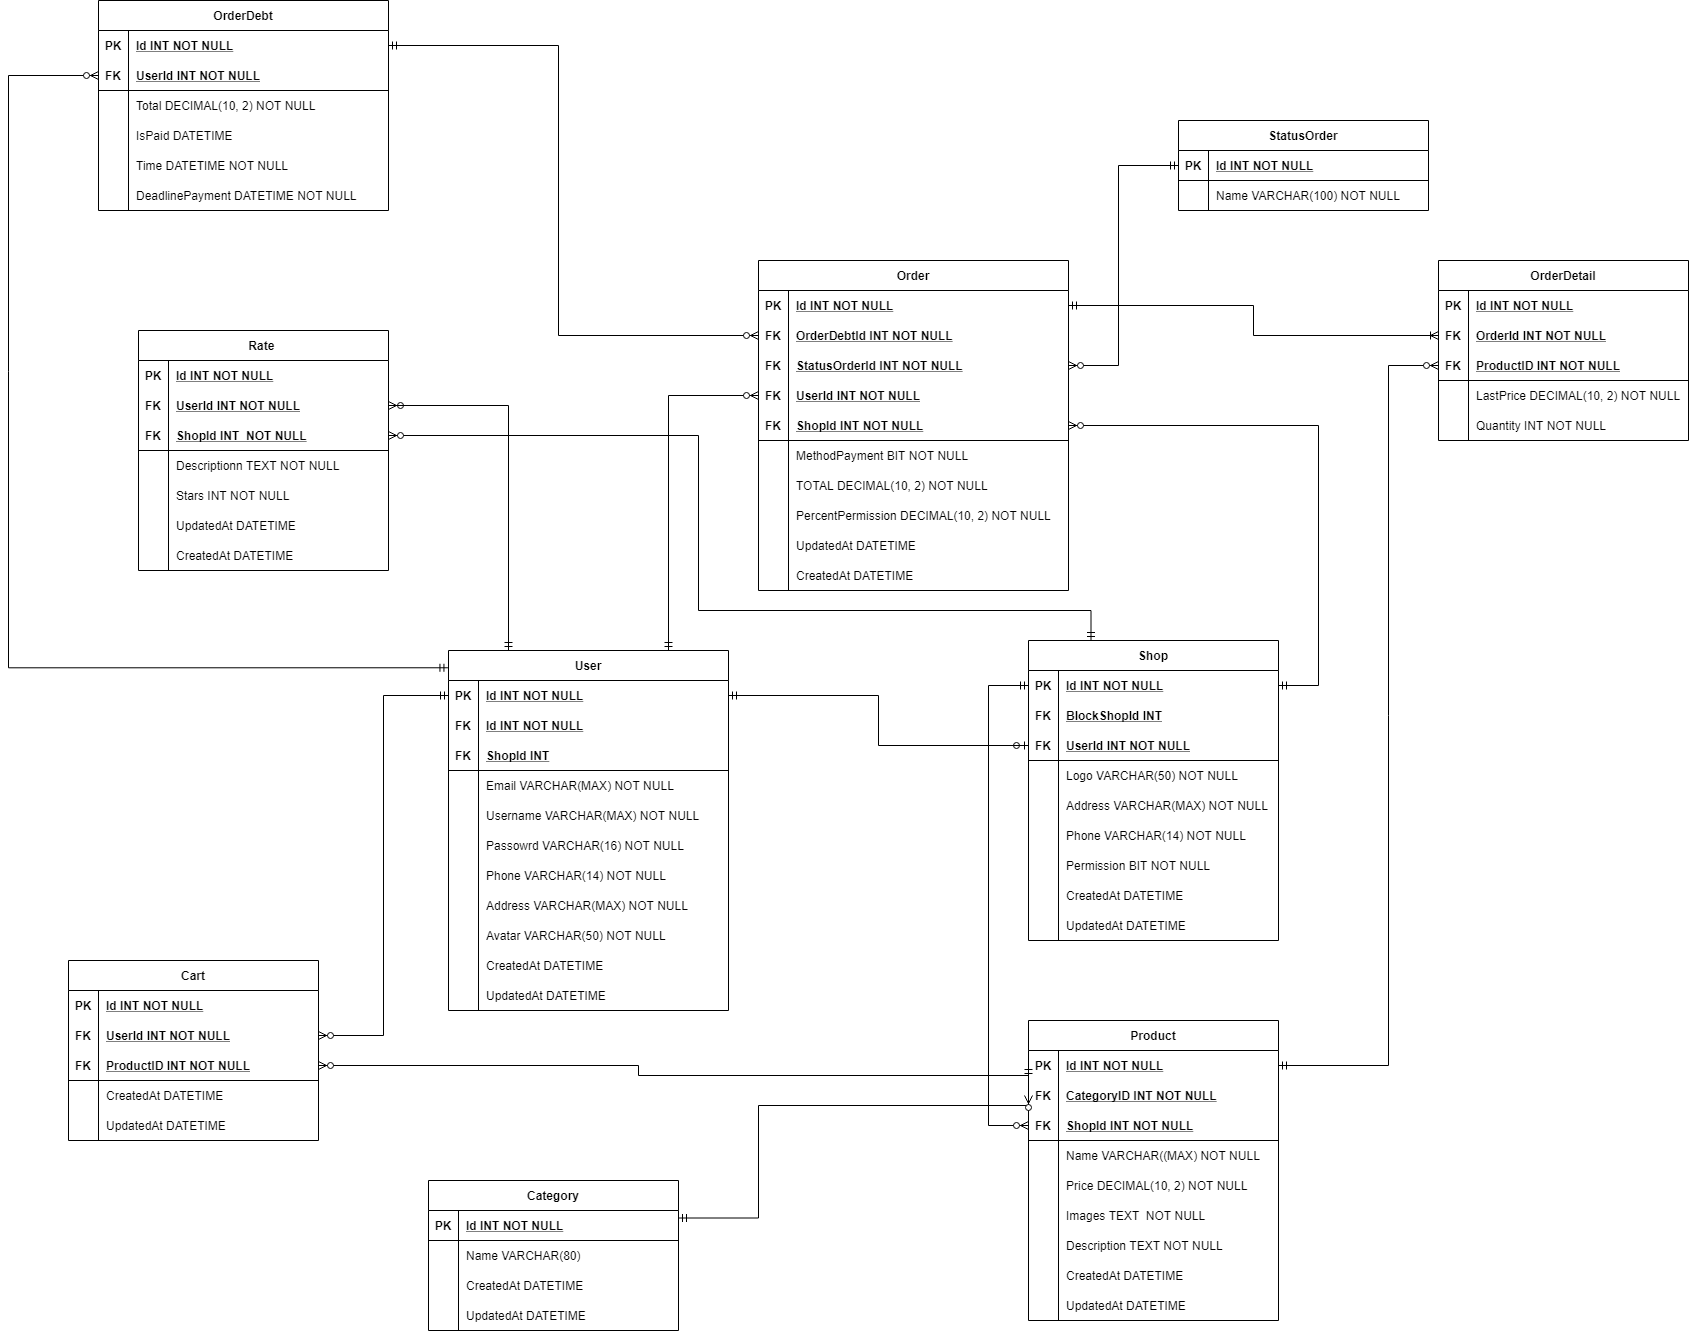 OrderDebt
PK Id INT NOT NULL
FK UserId INT NOT NULL
Total DECIMAL(10, 2) NOT NULL
IsPaid DATETIME
Time DATETIME NOT NULL
DeadlinePayment DATETIME NOT NULL
StatusOrder
PK Id INT NOT NULL
Name VARCHAR(100) NOT NULL
Order
PK Id INT NOT NULL
FK OrderDebtId INT NOT NULL
FK StatusOrderId INT NOT NULL
FK UserId INT NOT NULL
FK ShopId INT NOT NULL
MethodPayment BIT NOT NULL
TOTAL DECIMAL(10, 2) NOT NULL
PercentPermission DECIMAL(10, 2) NOT NULL
UpdatedAt DATETIME
CreatedAt DATETIME
OrderDetail
PK Id INT NOT NULL
FK OrderId INT NOT NULL
FK ProductID INT NOT NULL
LastPrice DECIMAL(10, 2) NOT NULL
Quantity INT NOT NULL
Rate
PK Id INT NOT NULL
FK UserId INT NOT NULL
FK ShopId INT  NOT NULL
Descriptionn TEXT NOT NULL
Stars INT NOT NULL
UpdatedAt DATETIME
CreatedAt DATETIME
User
PK Id INT NOT NULL
FK Id INT NOT NULL
FK ShopId INT
Email VARCHAR(MAX) NOT NULL
Username VARCHAR(MAX) NOT NULL
Passowrd VARCHAR(16) NOT NULL
Phone VARCHAR(14) NOT NULL
Address VARCHAR(MAX) NOT NULL
Avatar VARCHAR(50) NOT NULL
CreatedAt DATETIME
UpdatedAt DATETIME
Shop
PK Id INT NOT NULL
FK BlockShopId INT
FK UserId INT NOT NULL
Logo VARCHAR(50) NOT NULL
Address VARCHAR(MAX) NOT NULL
Phone VARCHAR(14) NOT NULL
Permission BIT NOT NULL
CreatedAt DATETIME
UpdatedAt DATETIME
Cart
PK Id INT NOT NULL
FK UserId INT NOT NULL
FK ProductID INT NOT NULL
CreatedAt DATETIME
UpdatedAt DATETIME
Product
PK Id INT NOT NULL
FK CategoryID INT NOT NULL
FK ShopId INT NOT NULL
Name VARCHAR((MAX) NOT NULL
Price DECIMAL(10, 2) NOT NULL
Images TEXT  NOT NULL
Description TEXT NOT NULL
CreatedAt DATETIME
UpdatedAt DATETIME
Category
PK Id INT NOT NULL
Name VARCHAR(80)
CreatedAt DATETIME
UpdatedAt DATETIME